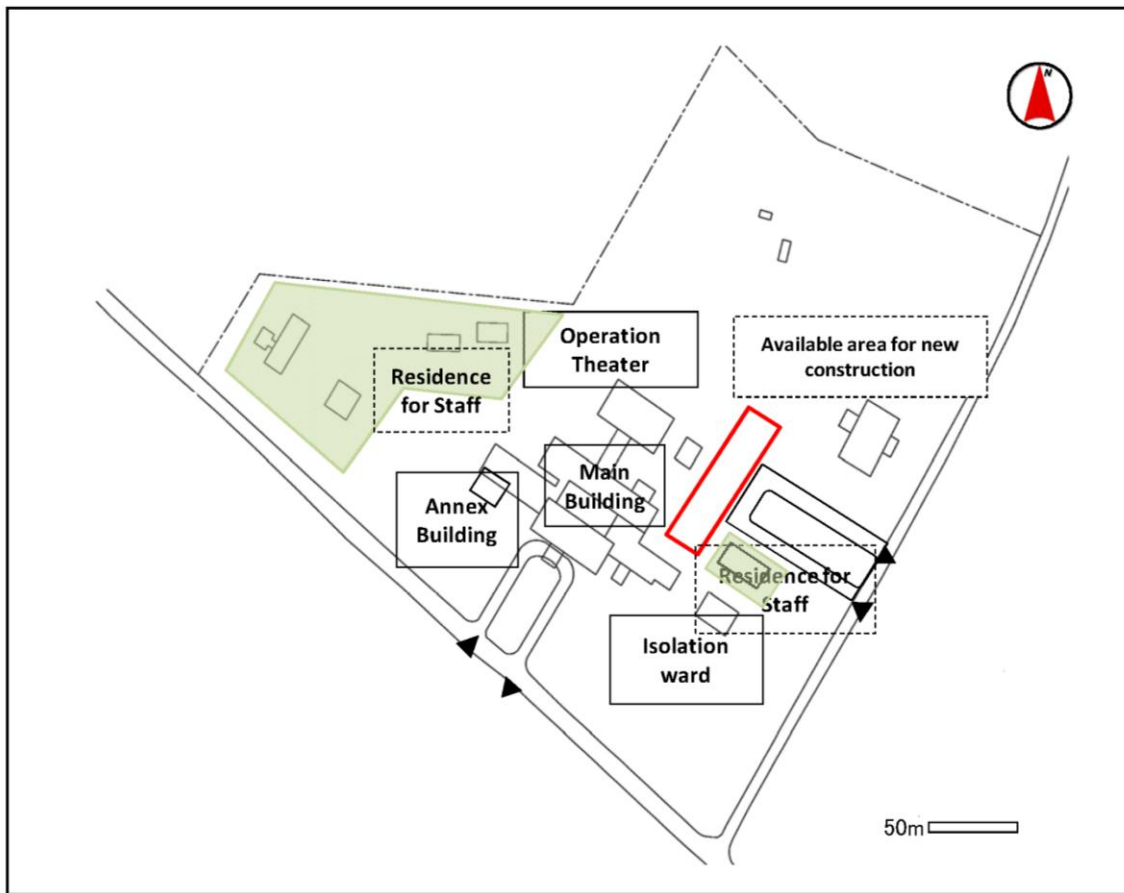 N
Operation
Theater
Available area for new
construction
Residence
for Staff
Main
Building
Annex
Building
Residence for
Staff
Isolation
ward
50m